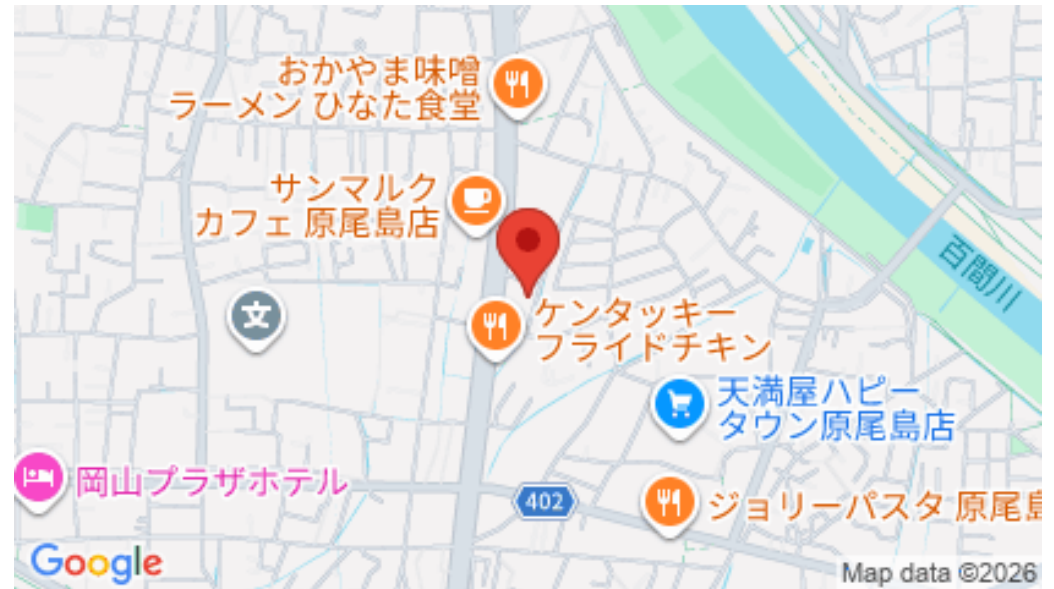 おかやま味噌
ラーメン ひなた食堂
サンマルク
カフェ 原尾島店
百間川
文
ケンタッキー
フライドチキン
天満屋ハピー
タウン原尾島店
岡山プラザホテル
402
ジョリーパスタ 原尾島
Google
Map data ©2026